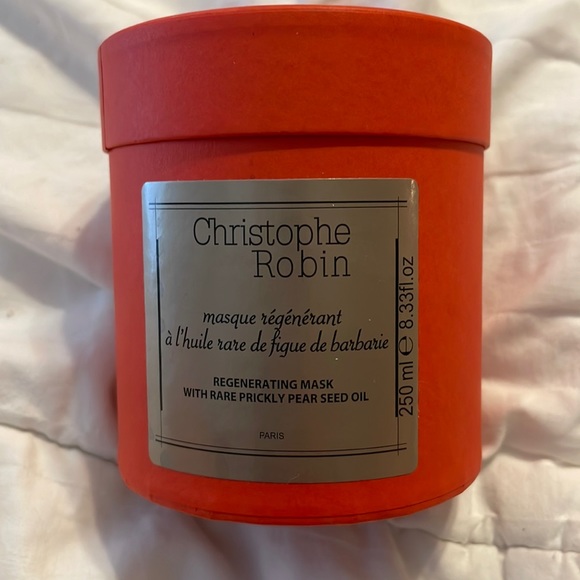 Christophe
Robin
masque régénérant
à l'huile rare de figue de barbarie
REGENERATING MASK
WITH RARE PRICKLY PEAR SEED OIL
PARIS
250 ml ℮ 8.33fl.oz